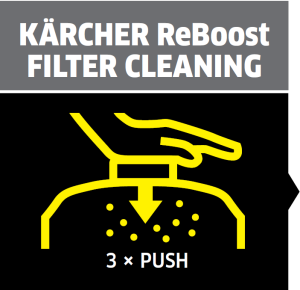 KÄRCHER ReBoost
FILTER CLEANING
3 × PUSH